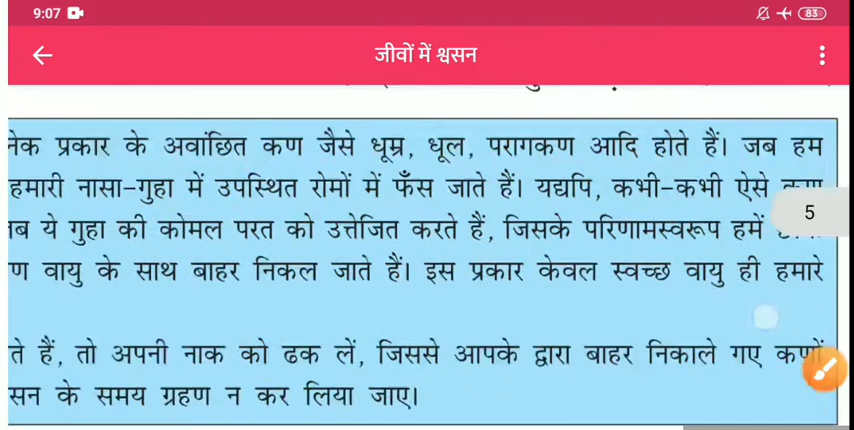 9:07
83
जीवों में श्वसन
नेक प्रकार के अवांछित कण जैसे धूम्र, धूल, परागकण आदि होते हैं। जब हम
हमारी नासा-गुहा में उपस्थित रोमों में फँस जाते हैं। यद्यपि, कभी-कभी ऐसे
5
ये गुहा की कोमल परत को उत्तेजित करते हैं, जिसके परिणामस्वरूप हमें
ण वायु के साथ बाहर निकल जाते हैं। इस प्रकार केवल स्वच्छ वायु ही हमारे
ते हैं, तो अपनी नाक को ढक लें, जिससे आपके द्वारा बाहर निकाले गए कणों
सन के समय ग्रहण न कर लिया जाए।